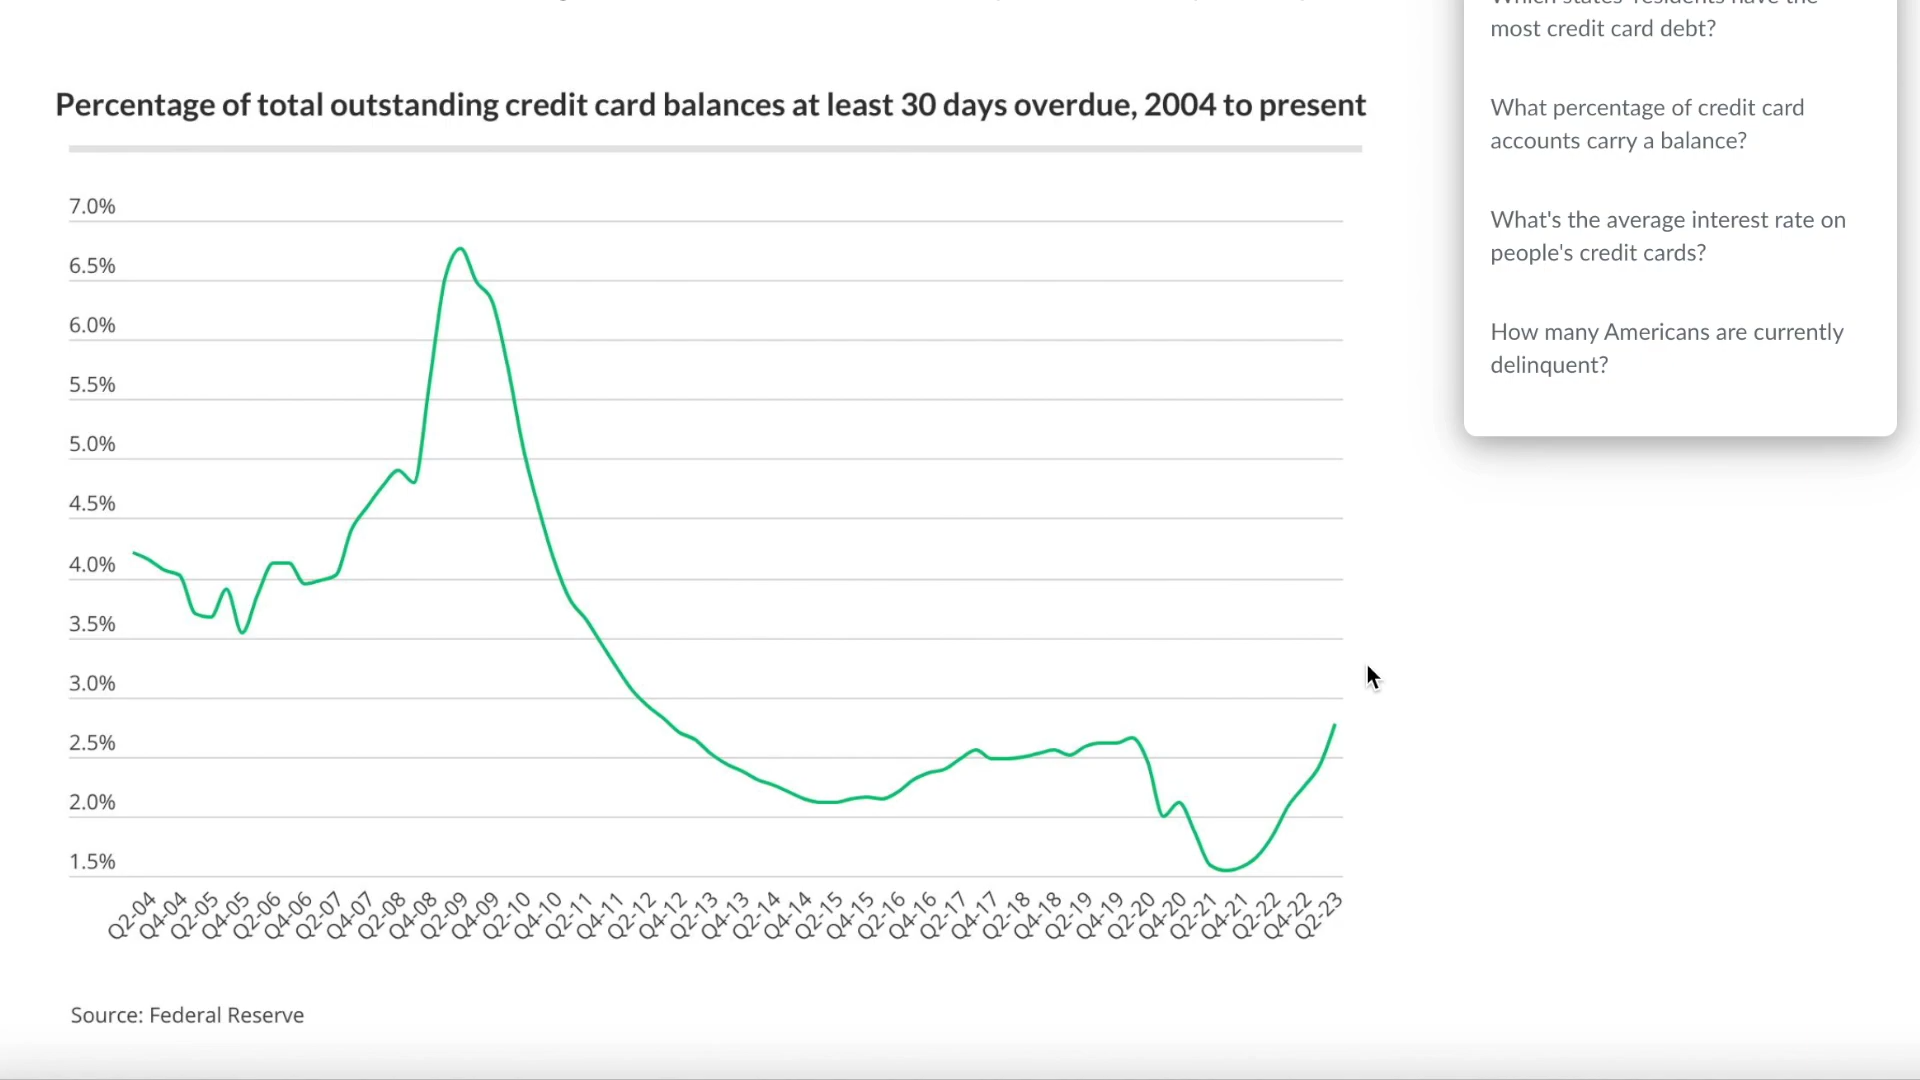 most credit card debt?
Percentage of total outstanding credit card balances at least 30 days overdue, 2004 to present
What percentage of credit card
accounts carry a balance?
What's the average interest rate on
people's credit cards?
How many Americans are currently
delinquent?
7.0%
6.5%
6.0%
5.5%
5.0%
4.5%
4.0%
3.5%
3.0%
2.5%
2.0%
1.5%
Q2-04
Q4-04
Q2-05
Q4-05
Q2-06
Q4-06
Q2-07
Q4-07
Q2-08
Q4-08
Q2-09
Q4-09
Q2-10
Q4-10
Q2-11
Q4-11
Q2-12
Q4-12
Q2-13
Q4-13
Q2-14
Q4-14
Q2-15
Q4-15
Q2-16
Q4-16
Q2-17
Q4-17
Q2-18
Q4-18
Q2-19
Q4-19
Q2-20
Q4-20
Q2-21
Q4-21
Q2-22
Q4-22
Q2-23
Source: Federal Reserve